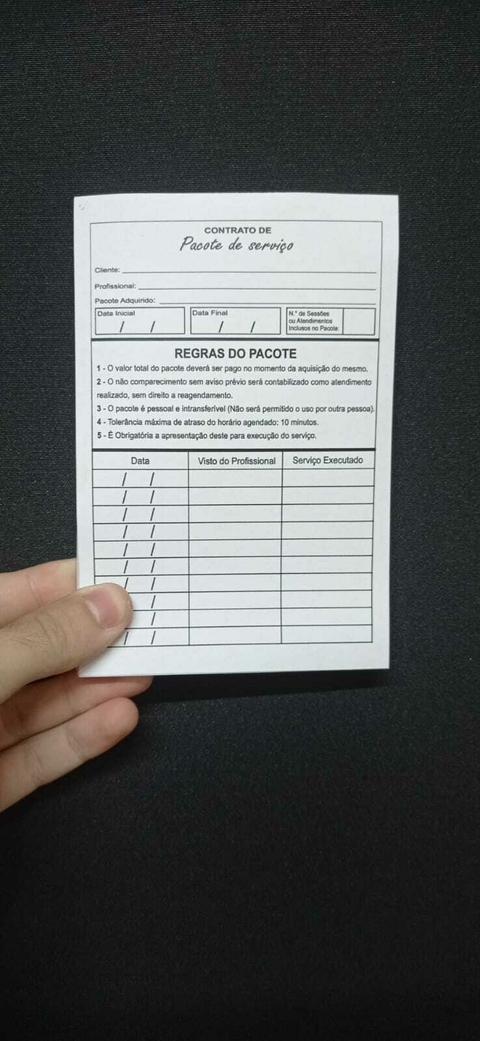 CONTRATO DE
Pacote de serviço
Cliente:
Profissional:
Pacote Adquirido:
Data Inicial
/ /
Data Final
/ /
N.º de Sessões
ou Atendimentos
Inclusos no Pacote:
REGRAS DO PACOTE
1 - O valor total do pacote deverá ser pago no momento da aquisição do mesmo.
2 - O não comparecimento sem aviso prévio será contabilizado como atendimento
realizado, sem direito a reagendamento.
3 - O pacote é pessoal e intransferível (Não será permitido o uso por outra pessoa).
4 - Tolerância máxima de atraso do horário agendado: 10 minutos.
5 - É Obrigatória a apresentação deste para execução do serviço.
Data Visto do Profissional Serviço Executado
/ /
/ /
/ /
/ /
/ /
/ /
/ /
/
/
/ /